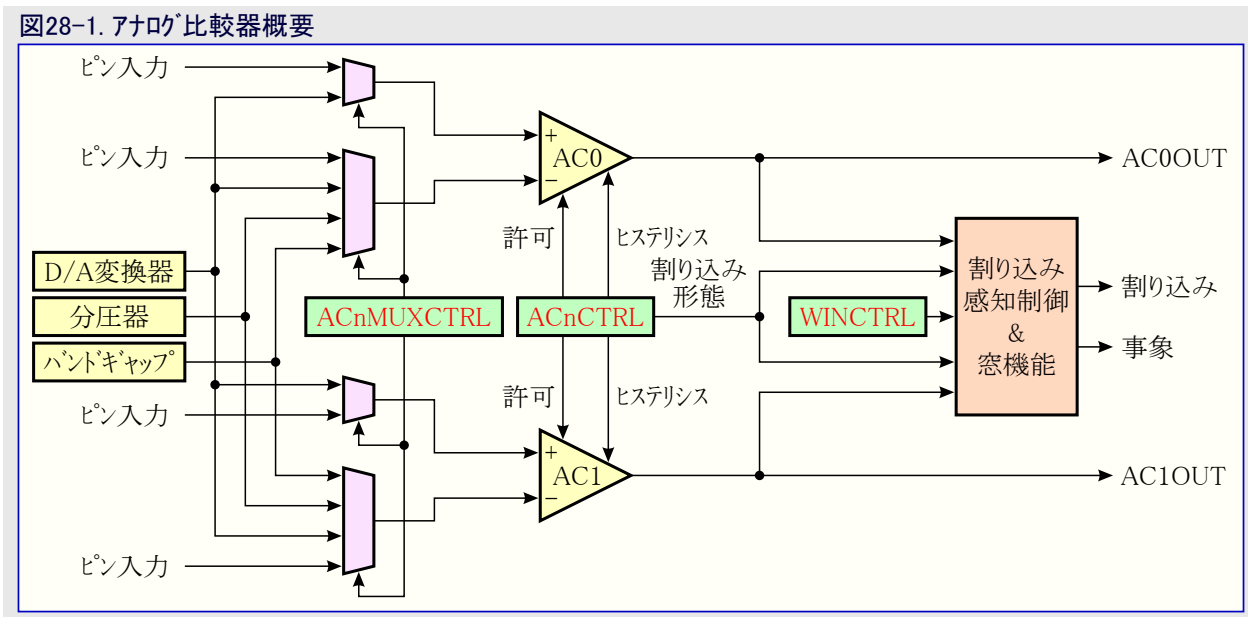 図28-1. アナログ比較器概要
ピン入力
ピン入力
D/A変換器
分圧器
バンドギャップ
ピン入力
ピン入力
ACnMUXCTRL
+
AC0
−
許可
ヒステリシス
ACnCTRL
割り込み
形態
許可
ヒステリシス
+
AC1
−
WINCTRL
割り込み
感知制御
&
窓機能
AC0OUT
割り込み
事象
AC1OUT